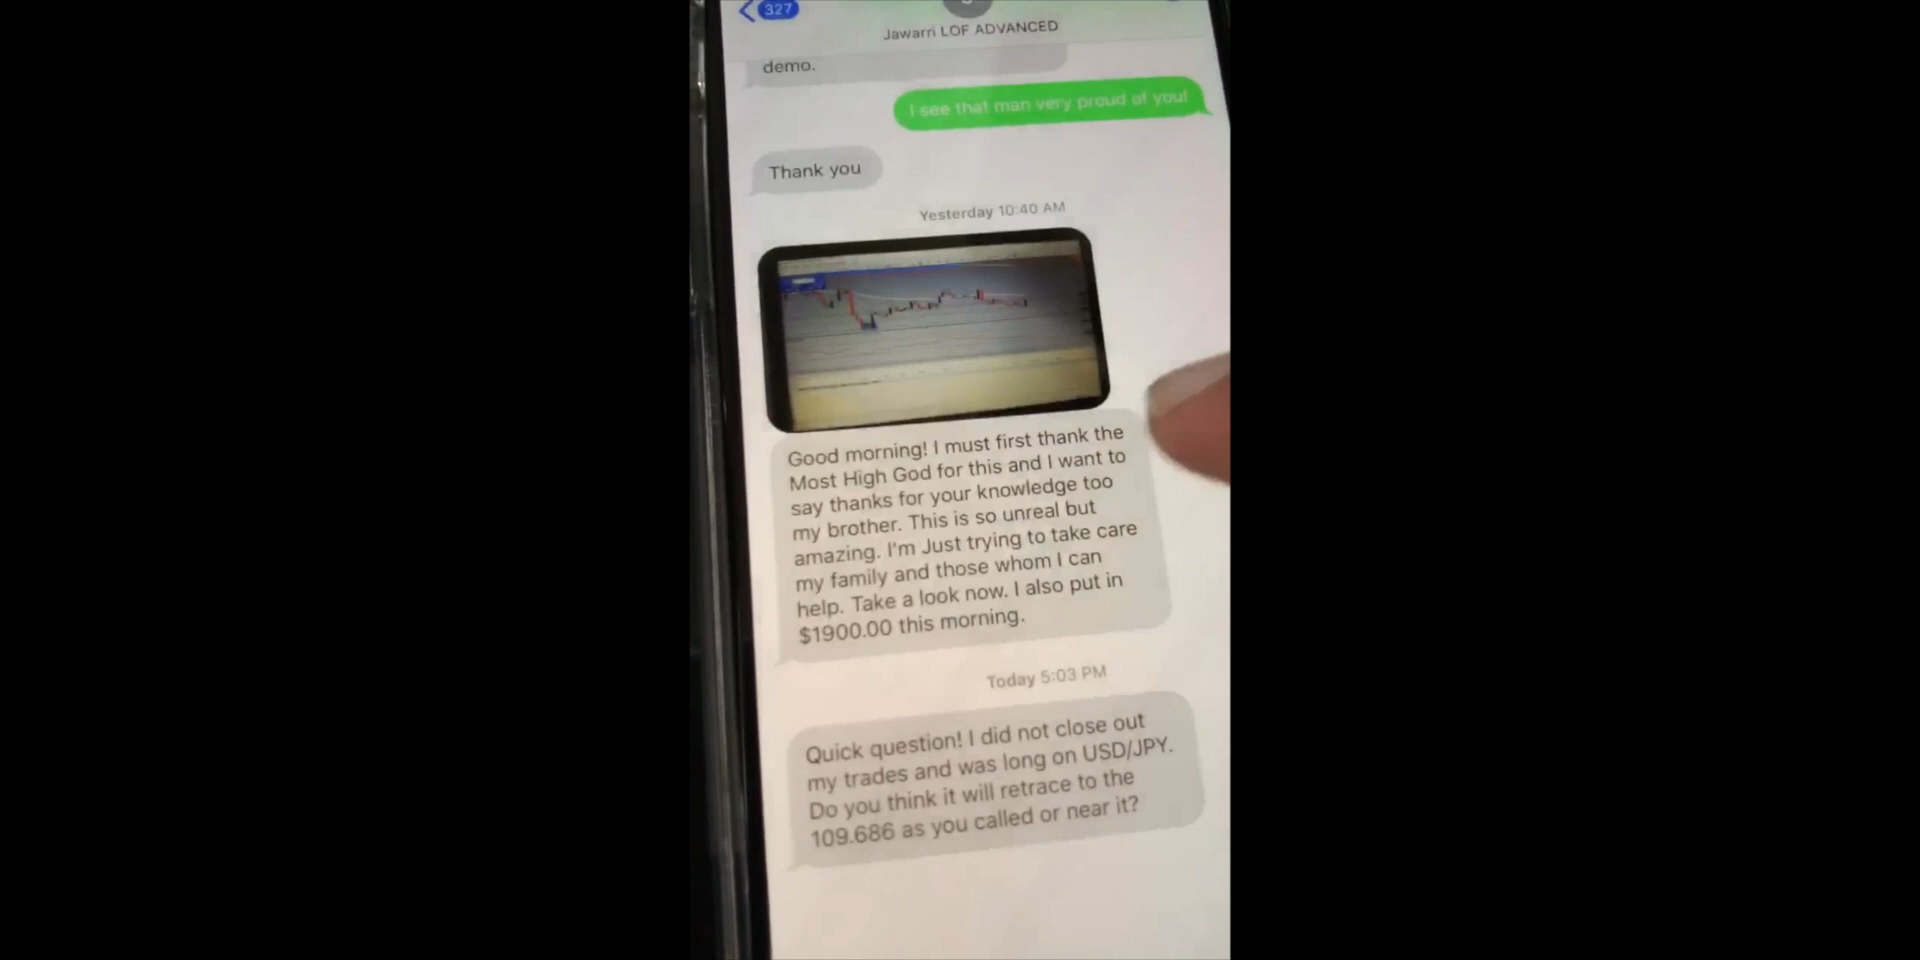 327
Jawarri LOF ADVANCED
demo.
I see that man very proud of you!
Thank you
Yesterday 10:40 AM
Good morning! I must first thank the
Most High God for this and I want to
say thanks for your knowledge too
my brother. This is so unreal but
amazing. I'm Just trying to take care
my family and those whom I can
help. Take a look now. I also put in
$1900.00 this morning.
Today 5:03 PM
Quick question! I did not close out
my trades and was long on USD/JPY.
Do you think it will retrace to the
109.686 as you called or near it?